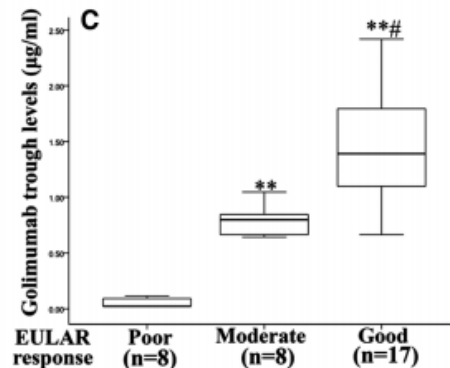 C
Golimumab trough levels (μg/ml)
2.50
2.00
1.50
1.00
0.50
0.00
**
**#
EULAR response
Poor (n=8)
Moderate (n=8)
Good (n=17)